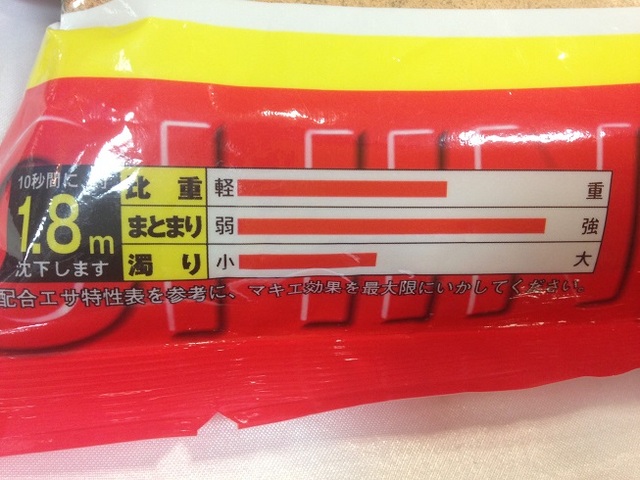 10秒間に約
1.8m
沈下します
比重 軽 重
まとまり 弱 強
濁り 小 大
配合エサ特性表を参考に、マキエ効果を最大限にいかしてください。